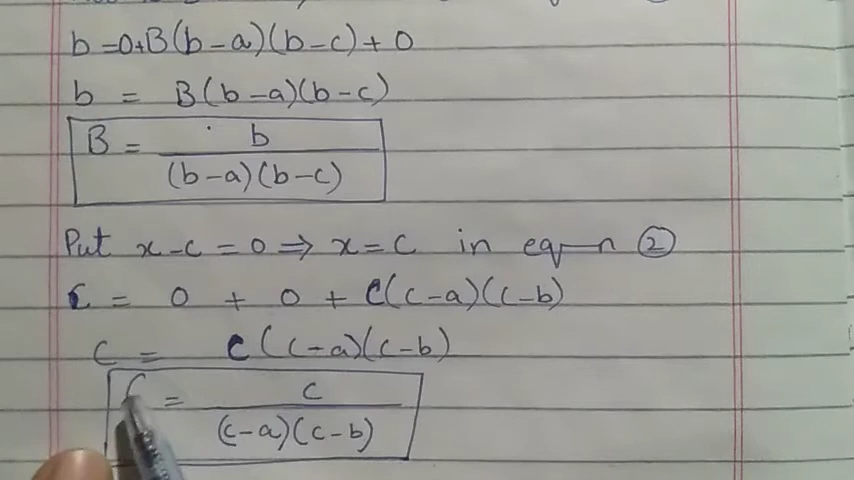 b = 0 + B(b-a)(b-c) + 0
b = B(b-a)(b-c)
B = b / (b-a)(b-c)
Put x-c = 0 ⇒ x = c in eqn ②
c = 0 + 0 + C(c-a)(c-b)
c = C(c-a)(c-b)
C = c / (c-a)(c-b)